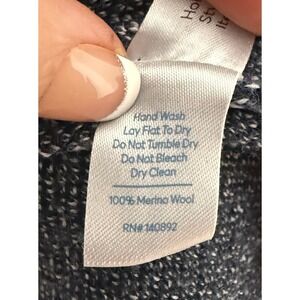 Hand Wash
Lay Flat To Dry
Do Not Tumble Dry
Do Not Bleach
Dry Clean
100% Merino Wool
RN# 140892